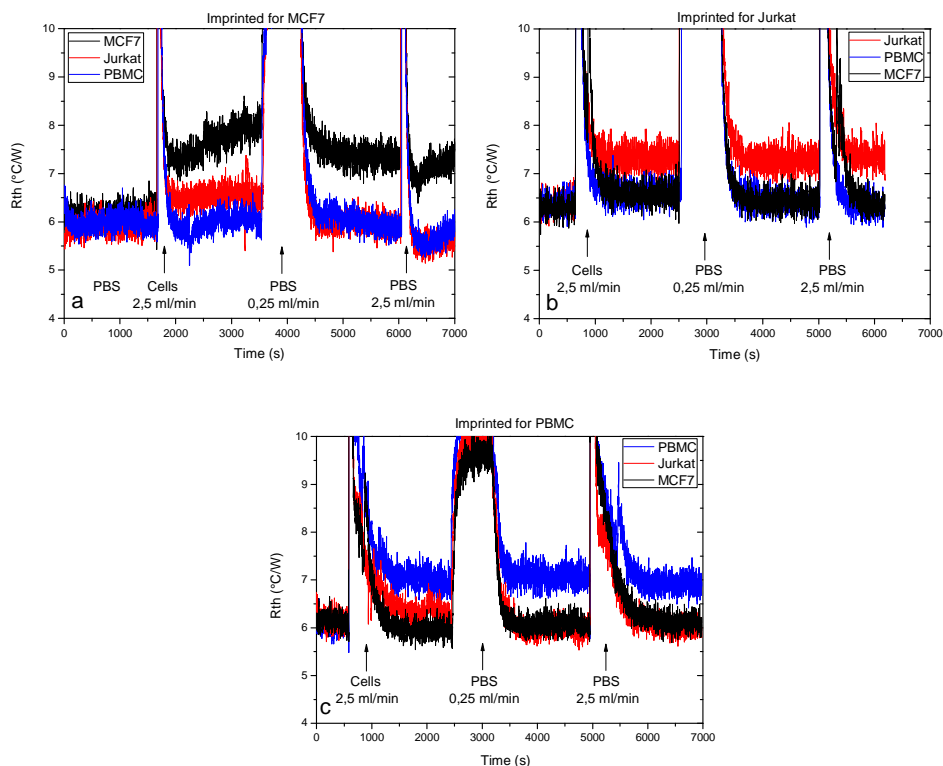 Imprinted for MCF7
MCF7
Jurkat
PBMC
Rth (°C/W)
10
9
8
7
6
5
4
PBS
Cells
2,5 ml/min
PBS
0,25 ml/min
PBS
2,5 ml/min
a
0 1000 2000 3000 4000 5000 6000 7000
Time (s)
Imprinted for Jurkat
Jurkat
PBMC
MCF7
Rth (°C/W)
10
9
8
7
6
5
4
Cells
2,5 ml/min
PBS
0,25 ml/min
PBS
2,5 ml/min
b
0 1000 2000 3000 4000 5000 6000 7000
Time (s)
Imprinted for PBMC
PBMC
Jurkat
MCF7
Rth (°C/W)
10
9
8
7
6
5
4
Cells
2,5 ml/min
PBS
0,25 ml/min
PBS
2,5 ml/min
c
0 1000 2000 3000 4000 5000 6000 7000
Time (s)